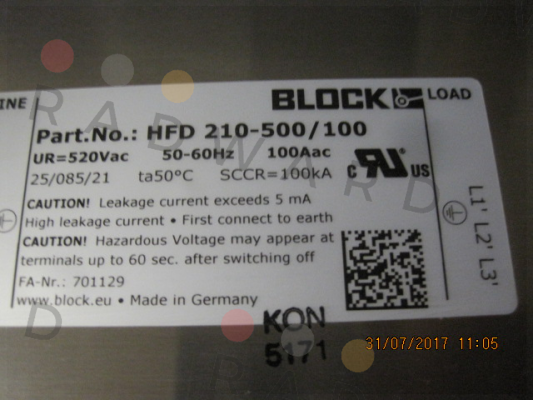 INE BLOCK LOAD
Part.No.: HFD 210-500/100
UR=520Vac 50-60Hz 100Aac
25/085/21 ta50°C SCCR=100kA
c RU US
CAUTION! Leakage current exceeds 5 mA
High leakage current • First connect to earth
CAUTION! Hazardous Voltage may appear at
terminals up to 60 sec. after switching off
FA-Nr.: 701129
www.block.eu • Made in Germany
L1' L2' L3'
KON
5171
31/07/2017 11:05
RADWARD